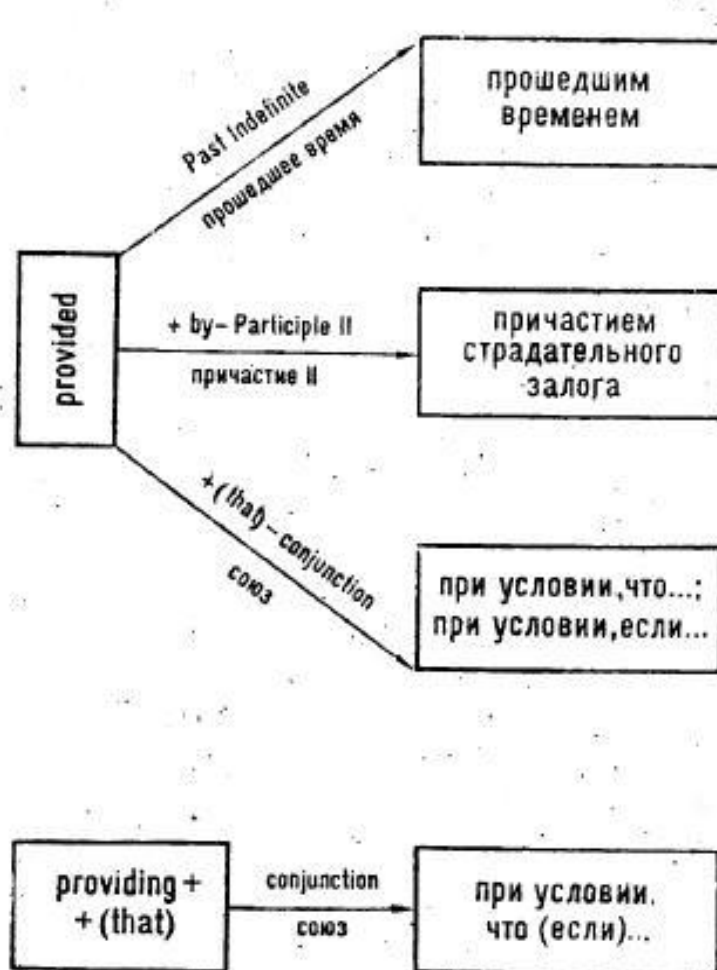 прошедшим
временем
Past Indefinite
прошедшее время
provided
+ by - Participle II
причастие II
причастием
страдательного
залога
+ (that) - conjunction
союз
при условии, что...;
при условии, если...
providing +
+ (that)
conjunction
союз
при условии,
что (если)...